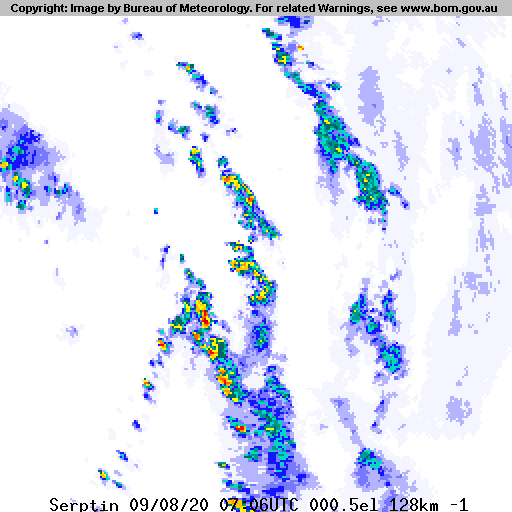 Copyright: Image by Bureau of Meteorology. For related Warnings, see www.bom.gov.au
Serptin 09/08/20 07:06UTC 000.5el 128km -1